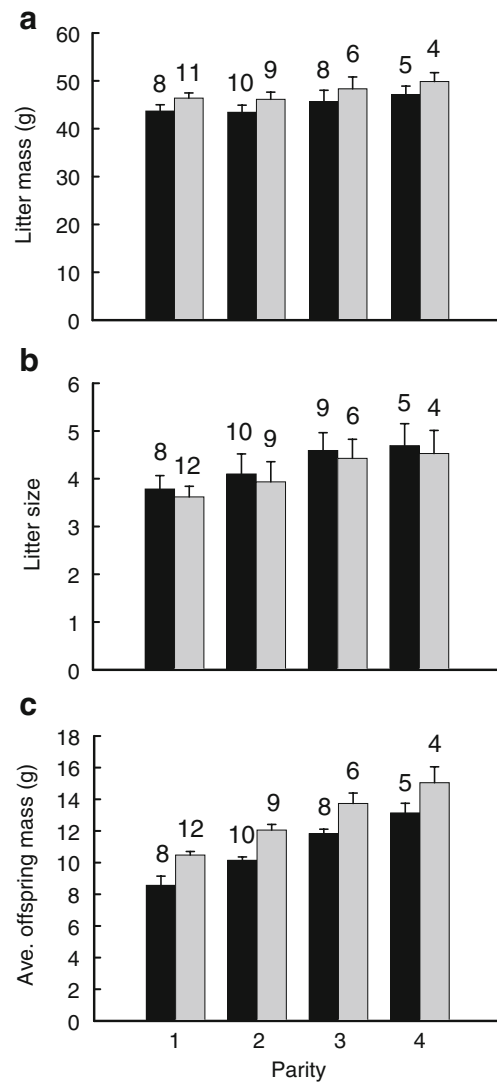 a
60
50
40
30
20
10
0
Litter mass (g)
8 11 10 9 8 6 5 4
b
6
5
4
3
2
1
0
Litter size
8 12 10 9 9 6 5 4
c
18
16
14
12
10
8
6
4
2
0
Ave. offspring mass (g)
8 12 10 9 8 6 5 4
1 2 3 4
Parity